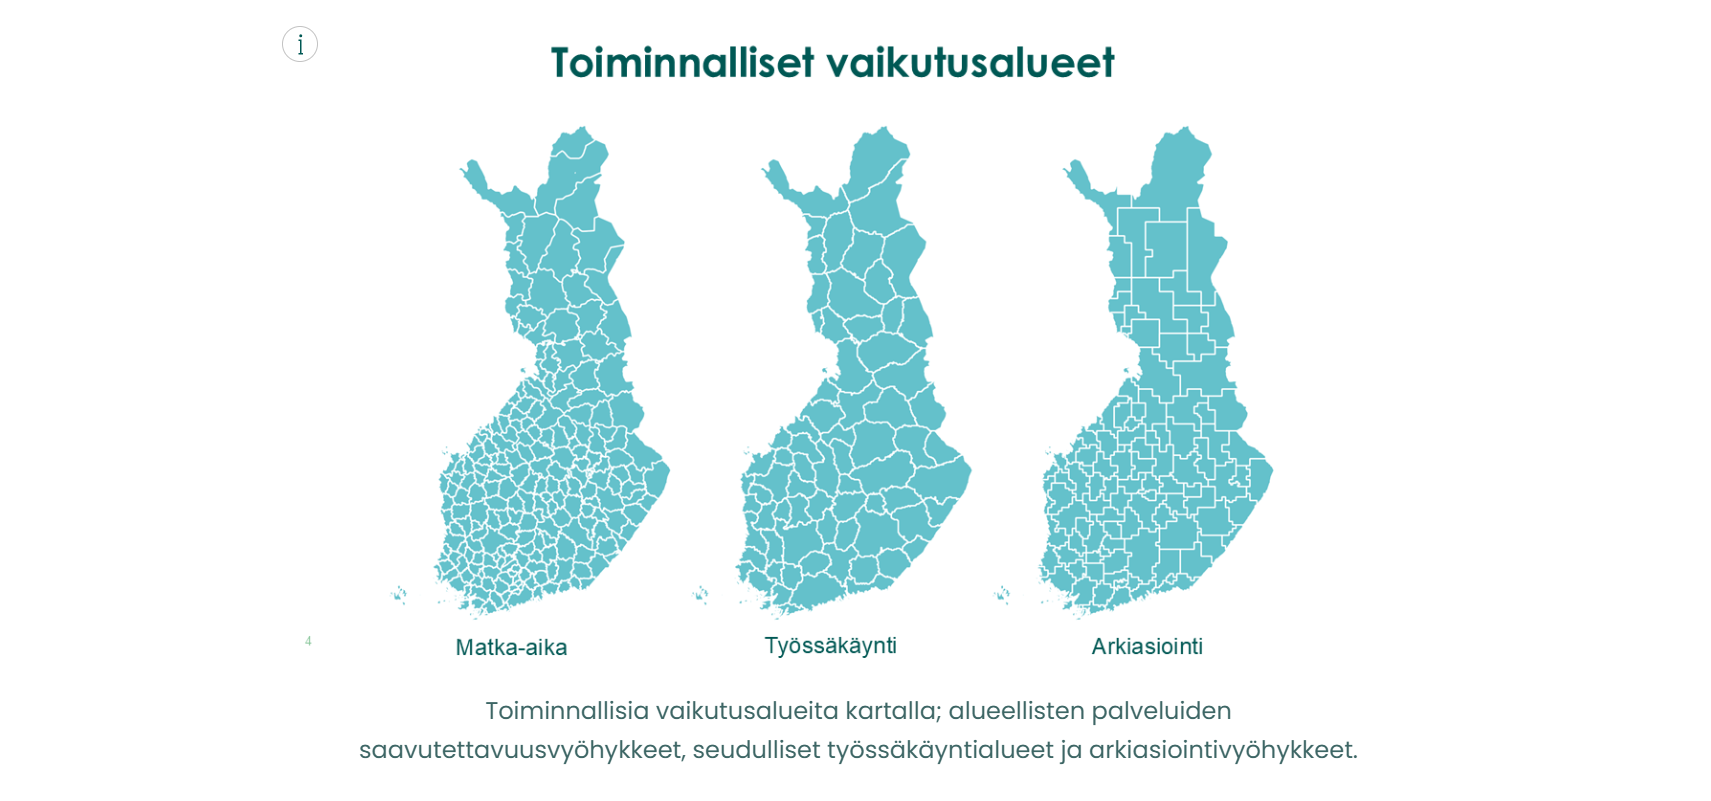 i
Toiminnalliset vaikutusalueet
4
Matka-aika
Työssäkäynti
Arkiasiointi
Toiminnallisia vaikutusalueita kartalla; alueellisten palveluiden
saavutettavuusvyöhykkeet, seudulliset työssäkäyntialueet ja arkiasiointivyöhykkeet.